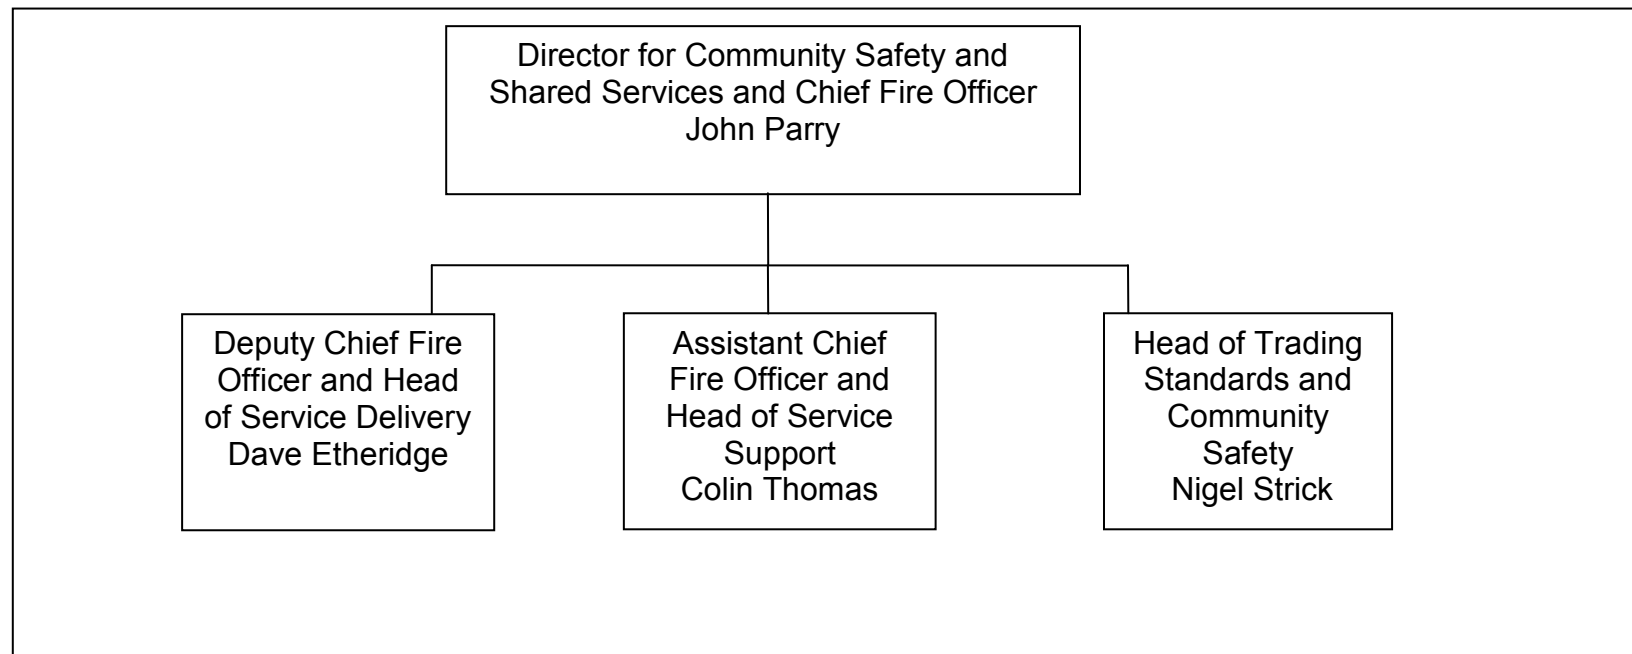 Director for Community Safety and
Shared Services and Chief Fire Officer
John Parry
Deputy Chief Fire
Officer and Head
of Service Delivery
Dave Etheridge
Assistant Chief
Fire Officer and
Head of Service
Support
Colin Thomas
Head of Trading
Standards and
Community
Safety
Nigel Strick